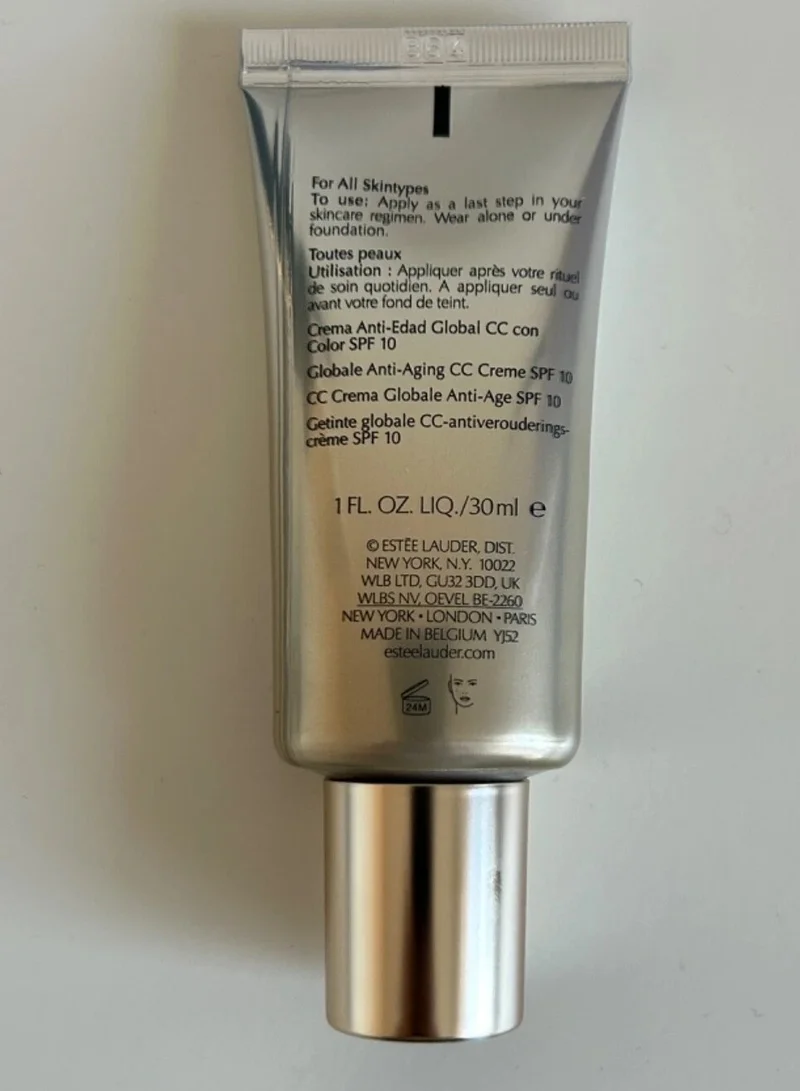 For All Skintypes
To use: Apply as a last step in your
skincare regimen. Wear alone or under
foundation.
Toutes peaux
Utilisation : Appliquer après votre rituel
de soin quotidien. A appliquer seul ou
avant votre fond de teint.
Crema Anti-Edad Global CC con
Color SPF 10
Globale Anti-Aging CC Creme SPF 10
CC Crema Globale Anti-Age SPF 10
Getinte globale CC-antiverouderings-
crème SPF 10
1 FL. OZ. LIQ./30 ml ℮
© ESTĒE LAUDER, DIST.
NEW YORK, N.Y. 10022
WLB LTD, GU32 3DD, UK
WLBS NV, OEVEL BE-2260
NEW YORK • LONDON • PARIS
MADE IN BELGIUM YJ52
esteelauder.com
24M